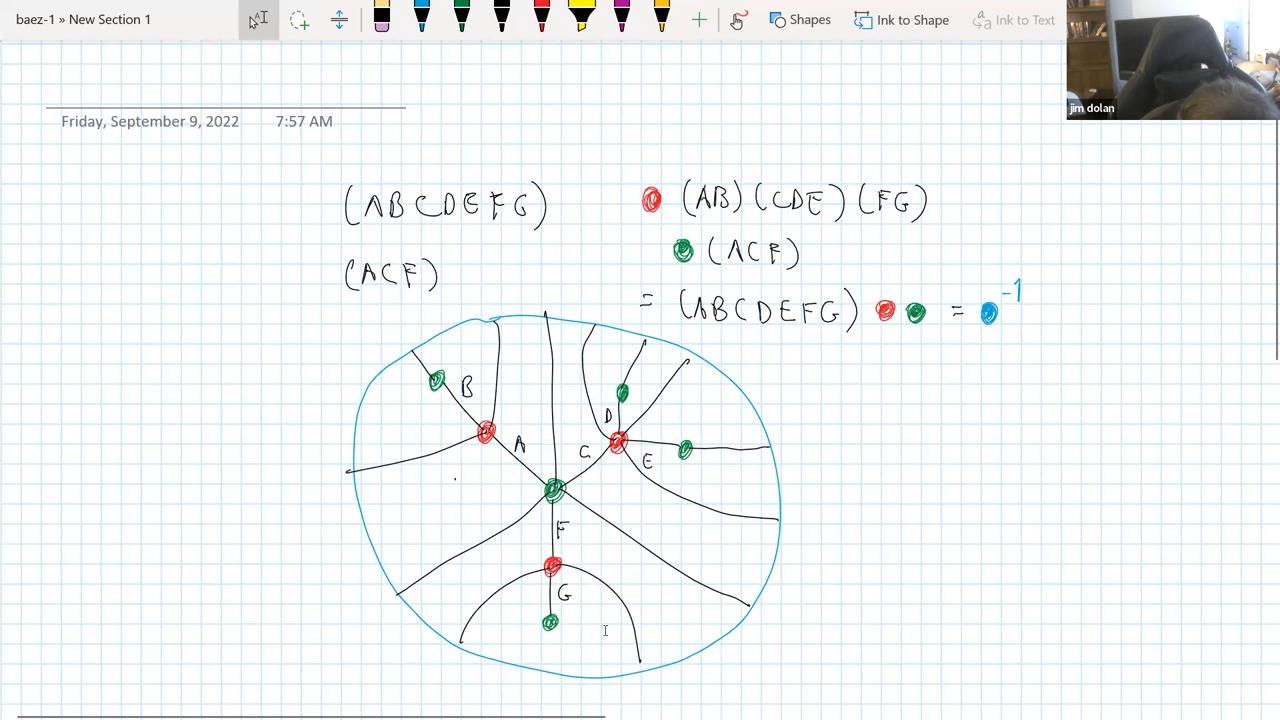 baez-1 » New Section 1
Shapes
Ink to Shape
Ink to Text
jim dolan
Friday, September 9, 2022 7:57 AM
(ABCDEFG)
(AB)(CDE)(FG)
(ACF)
(ACF)
= (ABCDEFG) = -1
B
A
D
C
E
F
G